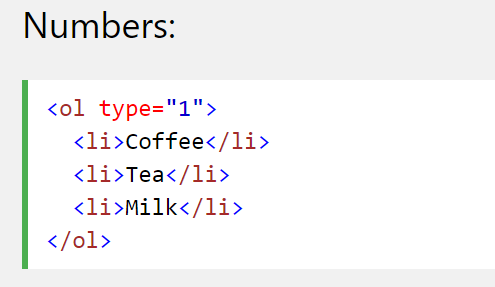 Numbers:
<ol type="1">
<li>Coffee</li>
<li>Tea</li>
<li>Milk</li>
</ol>